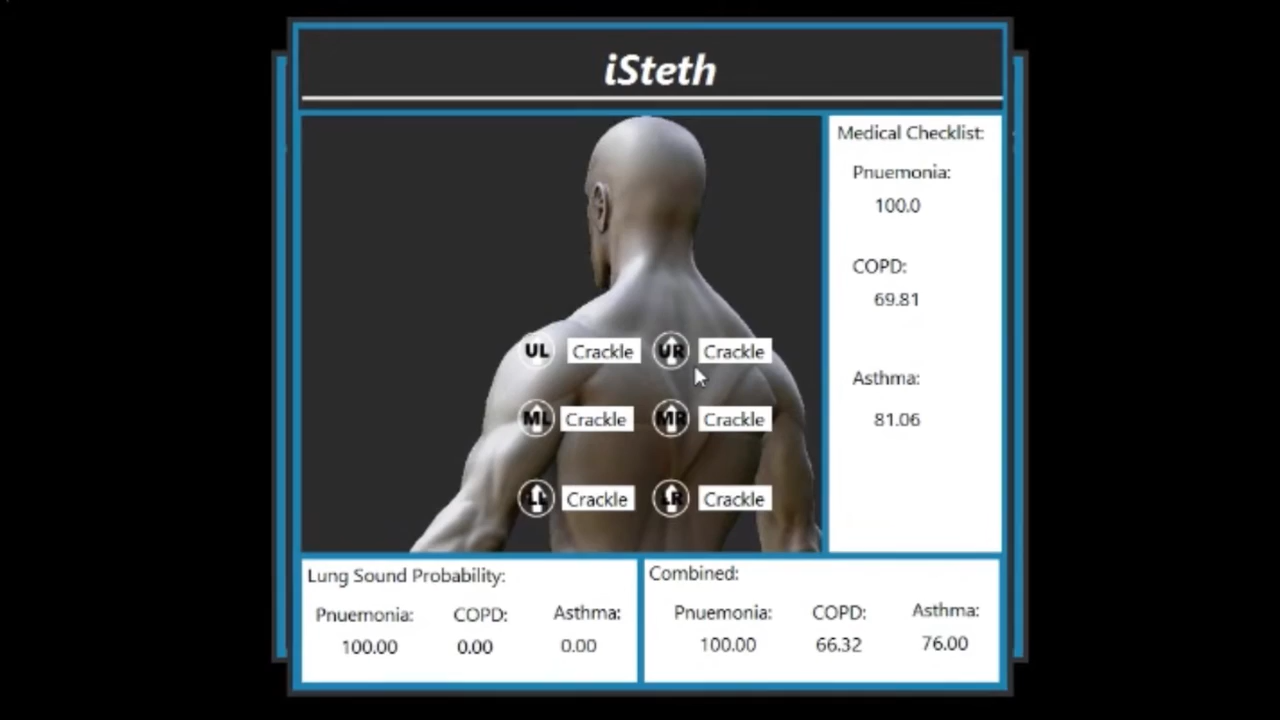 iSteth
Medical Checklist:
Pnuemonia:
100.0
COPD:
69.81
Asthma:
81.06
UL Crackle UR Crackle
ML Crackle MR Crackle
LL Crackle LR Crackle
Lung Sound Probability:
Pnuemonia: COPD: Asthma:
100.00 0.00 0.00
Combined:
Pnuemonia: COPD: Asthma:
100.00 66.32 76.00